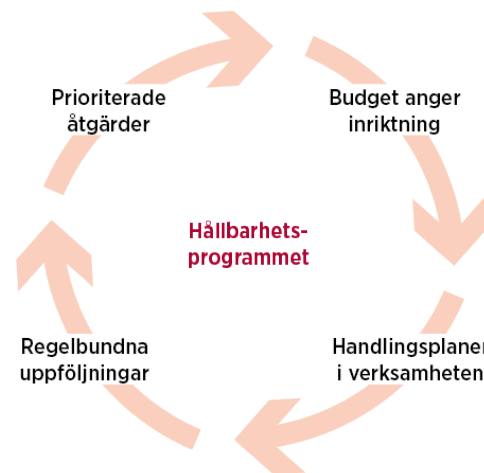 Prioriterade
åtgärder
Budget anger
inriktning
Hållbarhets-
programmet
Regelbundna
uppföljningar
Handlingsplaner
i verksamheten